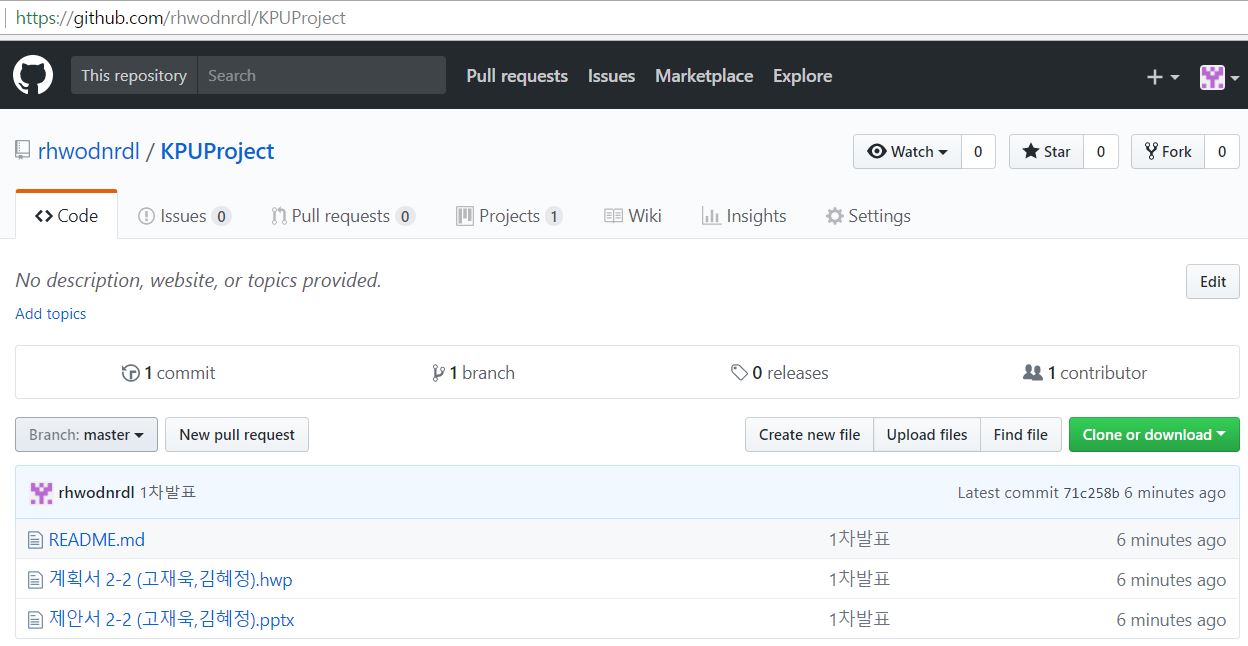 https://github.com/rhwodnrdl/KPUProject
This repository Search Pull requests Issues Marketplace Explore
rhwodnrdl / KPUProject Watch 0 Star 0 Fork 0
Code Issues 0 Pull requests 0 Projects 1 Wiki Insights Settings
No description, website, or topics provided. Edit
Add topics
1 commit 1 branch 0 releases 1 contributor
Branch: master New pull request Create new file Upload files Find file Clone or download
rhwodnrdl 1차발표 Latest commit 71c258b 6 minutes ago
README.md 1차발표 6 minutes ago
계획서 2-2 (고재욱,김혜정).hwp 1차발표 6 minutes ago
제안서 2-2 (고재욱,김혜정).pptx 1차발표 6 minutes ago